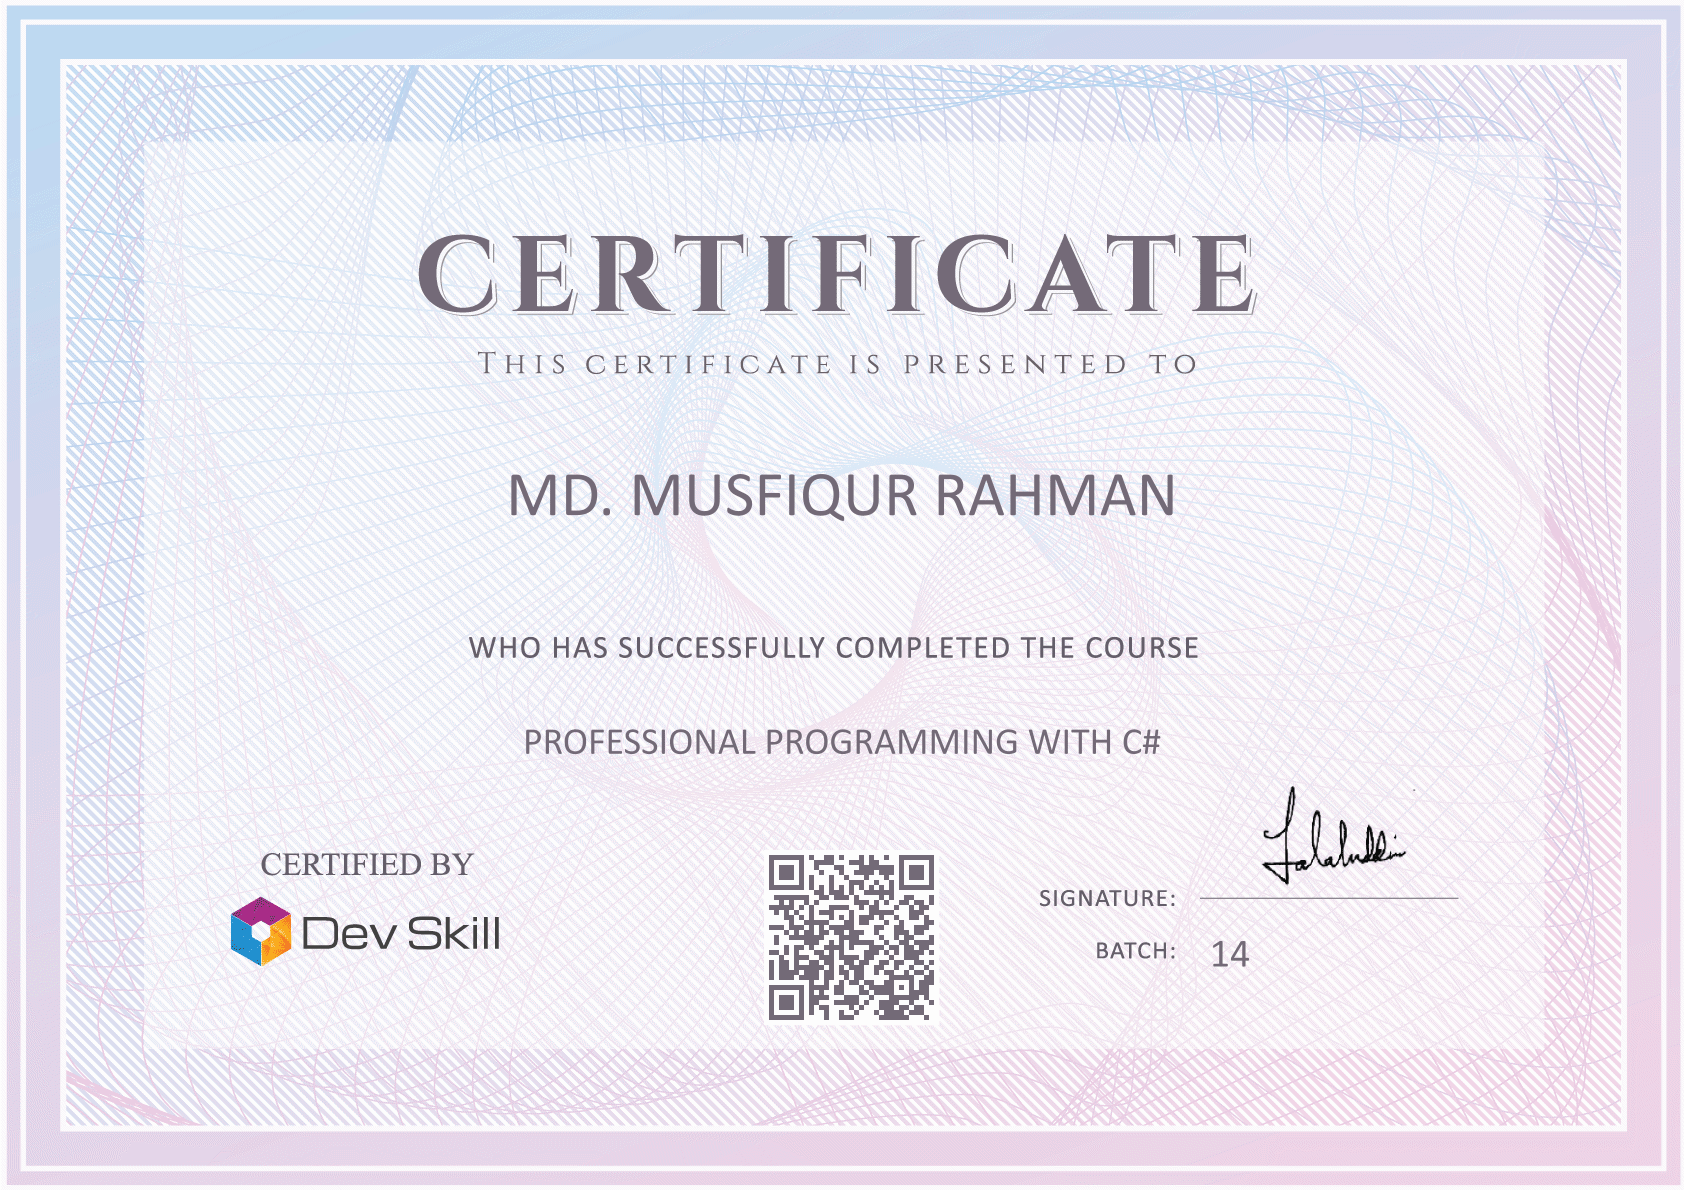 CERTIFICATE
THIS CERTIFICATE IS PRESENTED TO
MD. MUSFIQUR RAHMAN
WHO HAS SUCCESSFULLY COMPLETED THE COURSE
PROFESSIONAL PROGRAMMING WITH C#
CERTIFIED BY
Dev Skill
Jalaluddin
SIGNATURE:
BATCH: 14